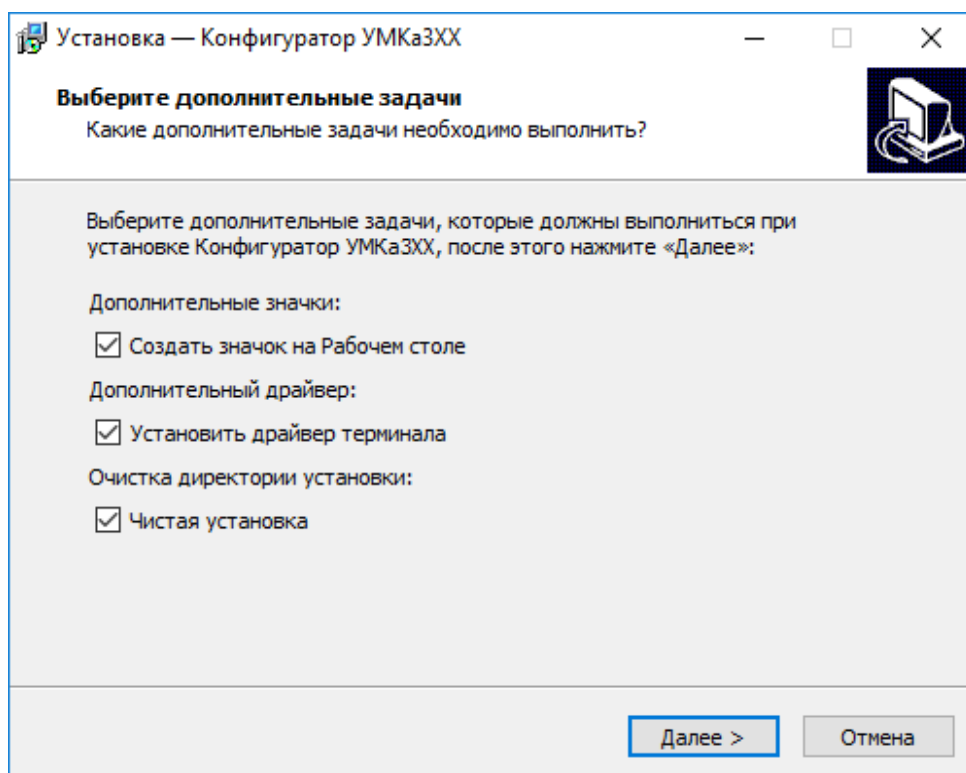 Установка — Конфигуратор УМКа3ХХ
Выберите дополнительные задачи
Какие дополнительные задачи необходимо выполнить?
Выберите дополнительные задачи, которые должны выполниться при
установке Конфигуратор УМКа3ХХ, после этого нажмите «Далее»:
Дополнительные значки:
Создать значок на Рабочем столе
Дополнительный драйвер:
Установить драйвер терминала
Очистка директории установки:
Чистая установка
Далее >
Отмена